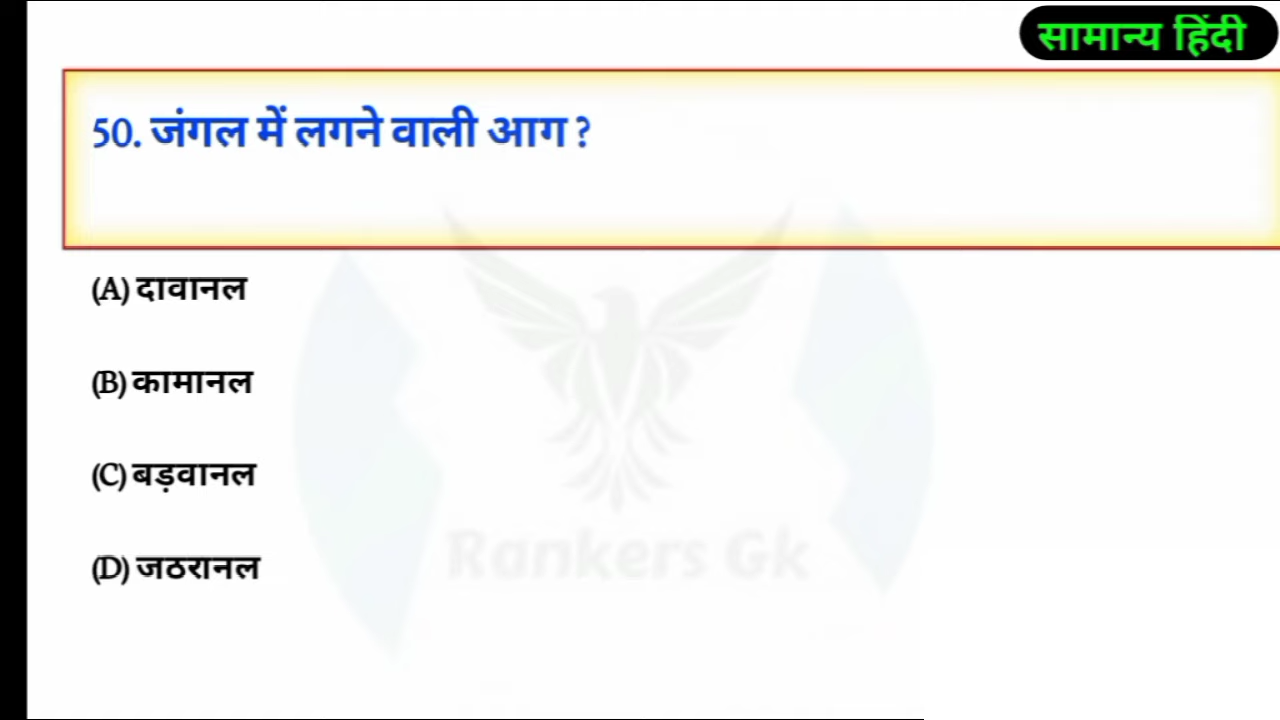 सामान्य हिंदी
50. जंगल में लगने वाली आग ?
(A) दावानल
(B) कामानल
(C) बड़वानल
(D) जठरानल
Rankers Gk